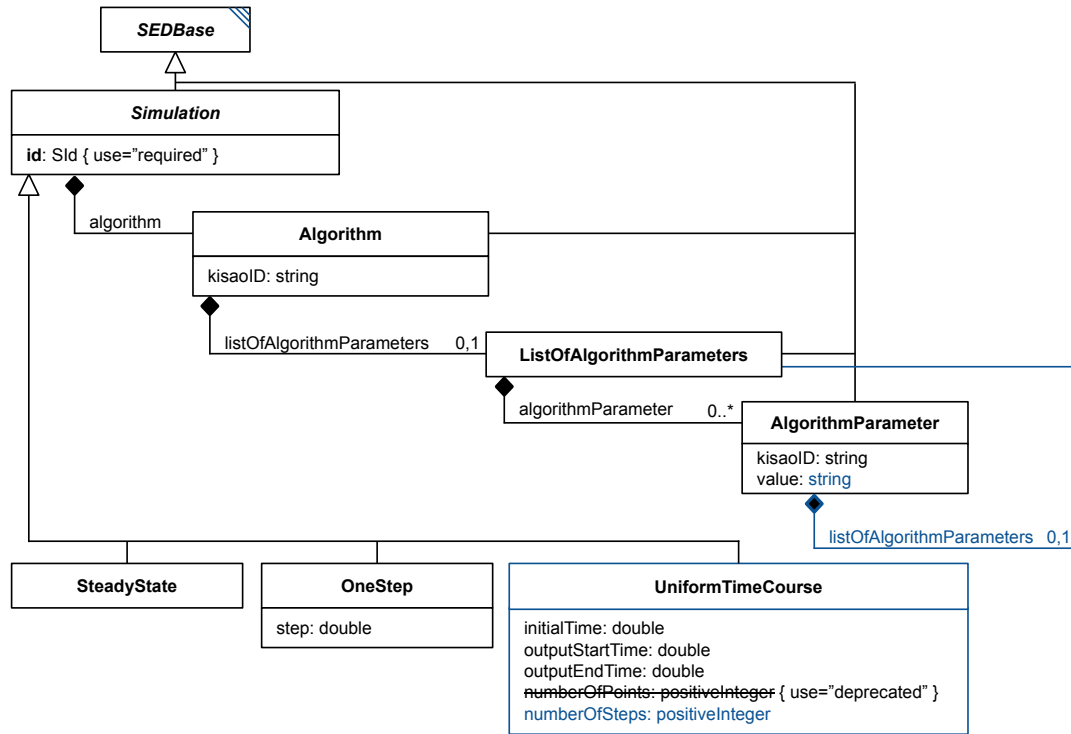 SEDBase
Simulation
id: SId { use=”required” }
algorithm
Algorithm
kisaoID: string
listOfAlgorithmParameters 0,1
ListOfAlgorithmParameters
algorithmParameter 0..*
AlgorithmParameter
kisaoID: string
value: string
listOfAlgorithmParameters 0,1
SteadyState
OneStep
step: double
UniformTimeCourse
initialTime: double
outputStartTime: double
outputEndTime: double
numberOfPoints: positiveInteger { use=”deprecated” }
numberOfSteps: positiveInteger